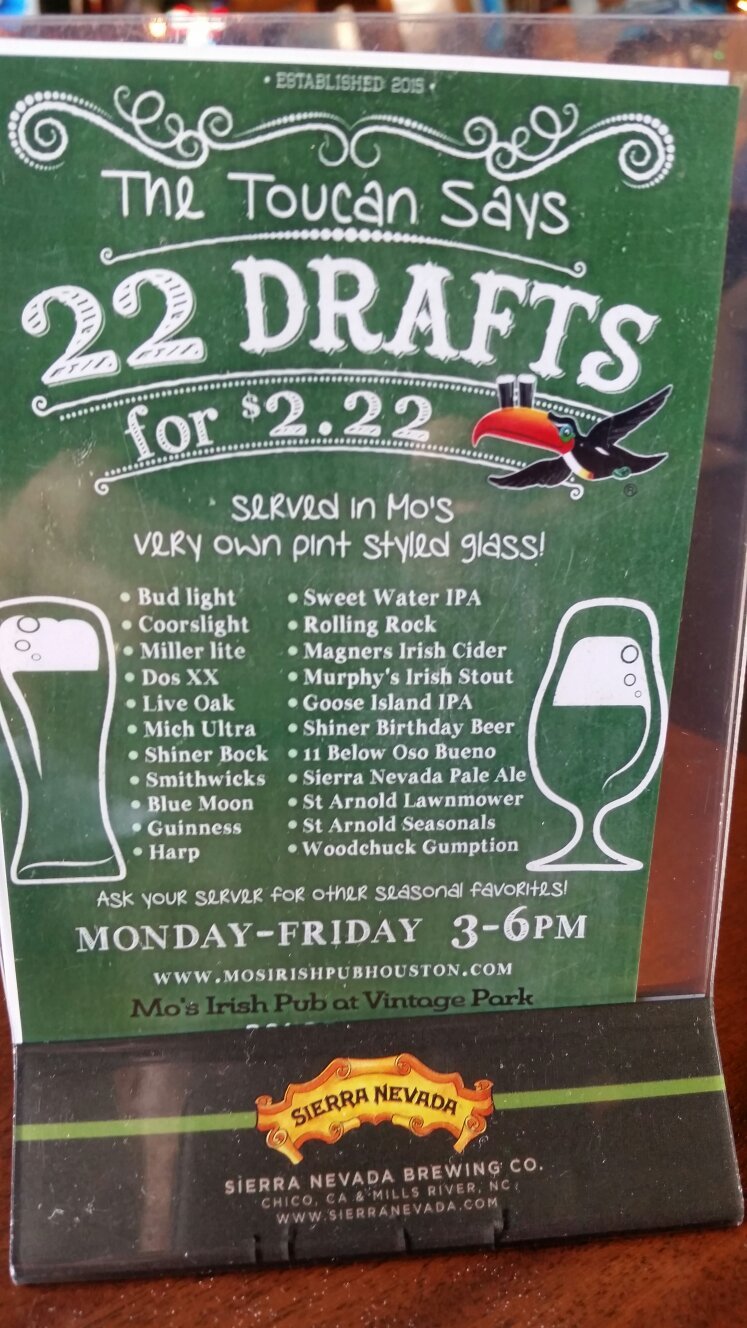 • ESTABLISHED 2015 •
The Toucan Says
22 DRAFTS
for $2.22
Served in Mo's
very own pint styled glass!
• Bud light
• Coorslight
• Miller lite
• Dos XX
• Live Oak
• Mich Ultra
• Shiner Bock
• Smithwicks
• Blue Moon
• Guinness
• Harp
• Sweet Water IPA
• Rolling Rock
• Magners Irish Cider
• Murphy's Irish Stout
• Goose Island IPA
• Shiner Birthday Beer
• 11 Below Oso Bueno
• Sierra Nevada Pale Ale
• St Arnold Lawnmower
• St Arnold Seasonals
• Woodchuck Gumption
Ask your server for other seasonal favorites!
MONDAY-FRIDAY 3-6PM
WWW.MOSIRISHPUBHOUSTON.COM
Mo's Irish Pub at Vintage Park
SIERRA NEVADA
SIERRA NEVADA BREWING CO.
CHICO, CA & MILLS RIVER, NC
WWW.SIERRANEVADA.COM